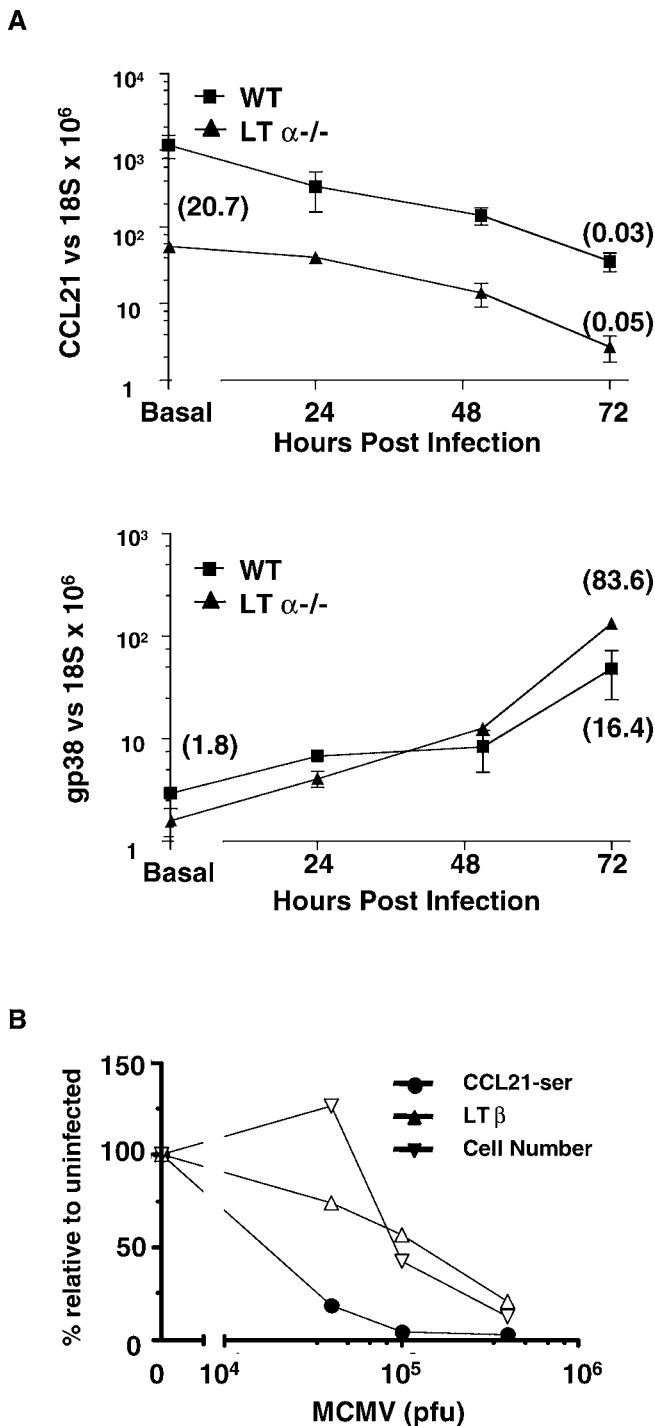 A
CCL21 vs 18S x 10⁶
10⁴
10³
10²
10
1
WT
LT α-/-
(20.7)
(0.03)
(0.05)
Basal
24
48
72
Hours Post Infection
gp38 vs 18S x 10⁶
10³
10²
10
1
WT
LT α-/-
(1.8)
(83.6)
(16.4)
Basal
24
48
72
Hours Post Infection
B
% relative to uninfected
150
100
50
0
CCL21-ser
LT β
Cell Number
0
10⁴
10⁵
10⁶
MCMV (pfu)